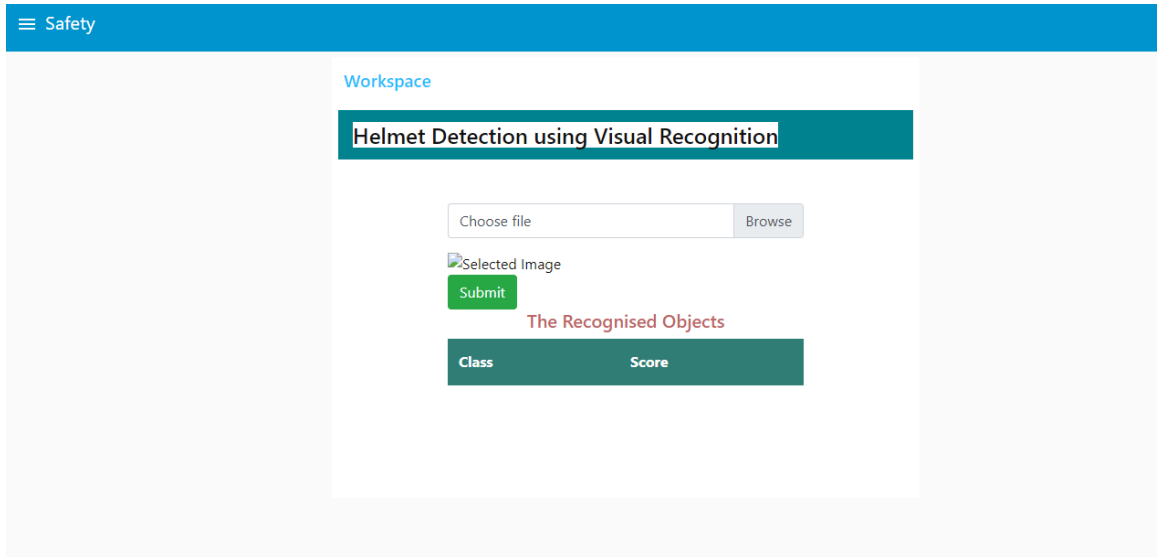 Safety
Workspace
Helmet Detection using Visual Recognition
Choose file Browse
Selected Image
Submit
The Recognised Objects
Class Score